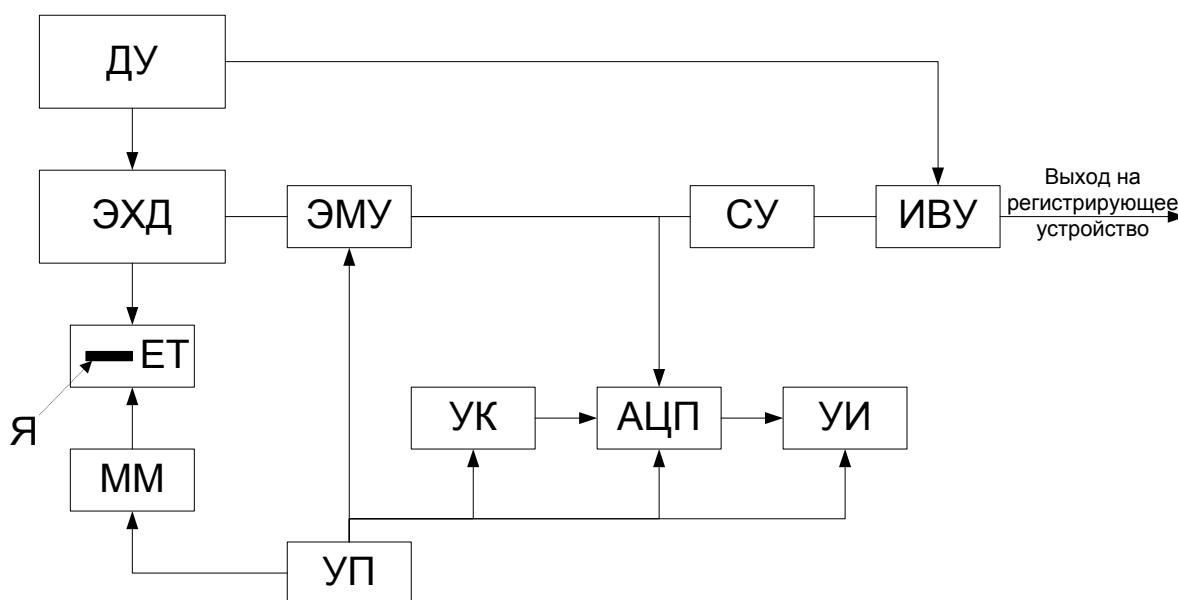 ДУ
ЭХД
ЭМУ
СУ
ИВУ
Выход на
регистрирующее
устройство
ЕТ
Я
УК
АЦП
УИ
ММ
УП